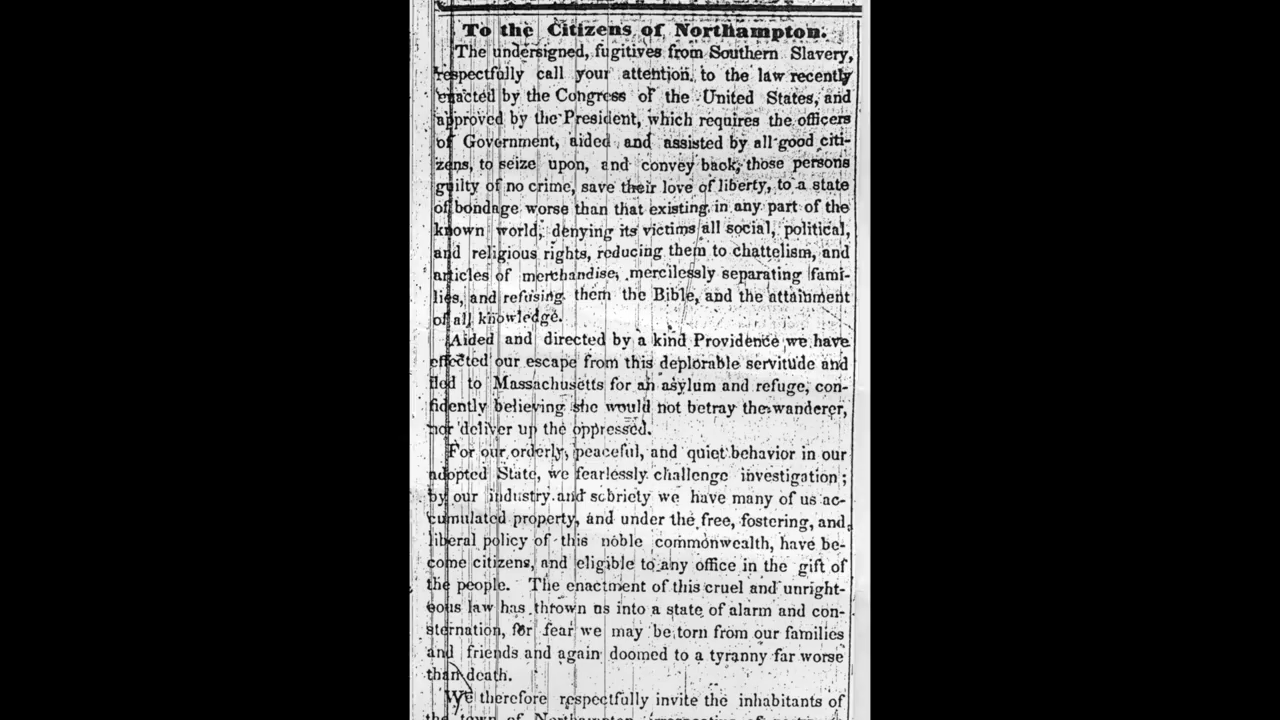 To the Citizens of Northampton.
The undersigned, fugitives from Southern Slavery,
respectfully call your attention to the law recently
enacted by the Congress of the United States, and
approved by the President, which requires the officers
of Government, aided and assisted by all good citi-
zens, to seize upon, and convey back, those persons
guilty of no crime, save their love of liberty, to a state
of bondage worse than that existing in any part of the
known world, denying its victims all social, political,
and religious rights, reducing them to chattelism, and
articles of merchandise, mercilessly separating fami-
lies, and refusing them the Bible, and the attainment
of all knowledge.
Aided and directed by a kind Providence we have
effected our escape from this deplorable servitude and
fled to Massachusetts for an asylum and refuge, con-
fidently believing she would not betray the wanderer,
nor deliver up the oppressed.
For our orderly, peaceful, and quiet behavior in our
adopted State, we fearlessly challenge investigation;
by our industry and sobriety we have many of us ac-
cumulated property, and under the free, fostering, and
liberal policy of this noble commonwealth, have be-
come citizens, and eligible to any office in the gift of
the people. The enactment of this cruel and unright-
eous law has thrown us into a state of alarm and con-
sternation, for fear we may be torn from our families
and friends and again doomed to a tyranny far worse
than death.
We therefore respectfully invite the inhabitants of
the town of Northampton